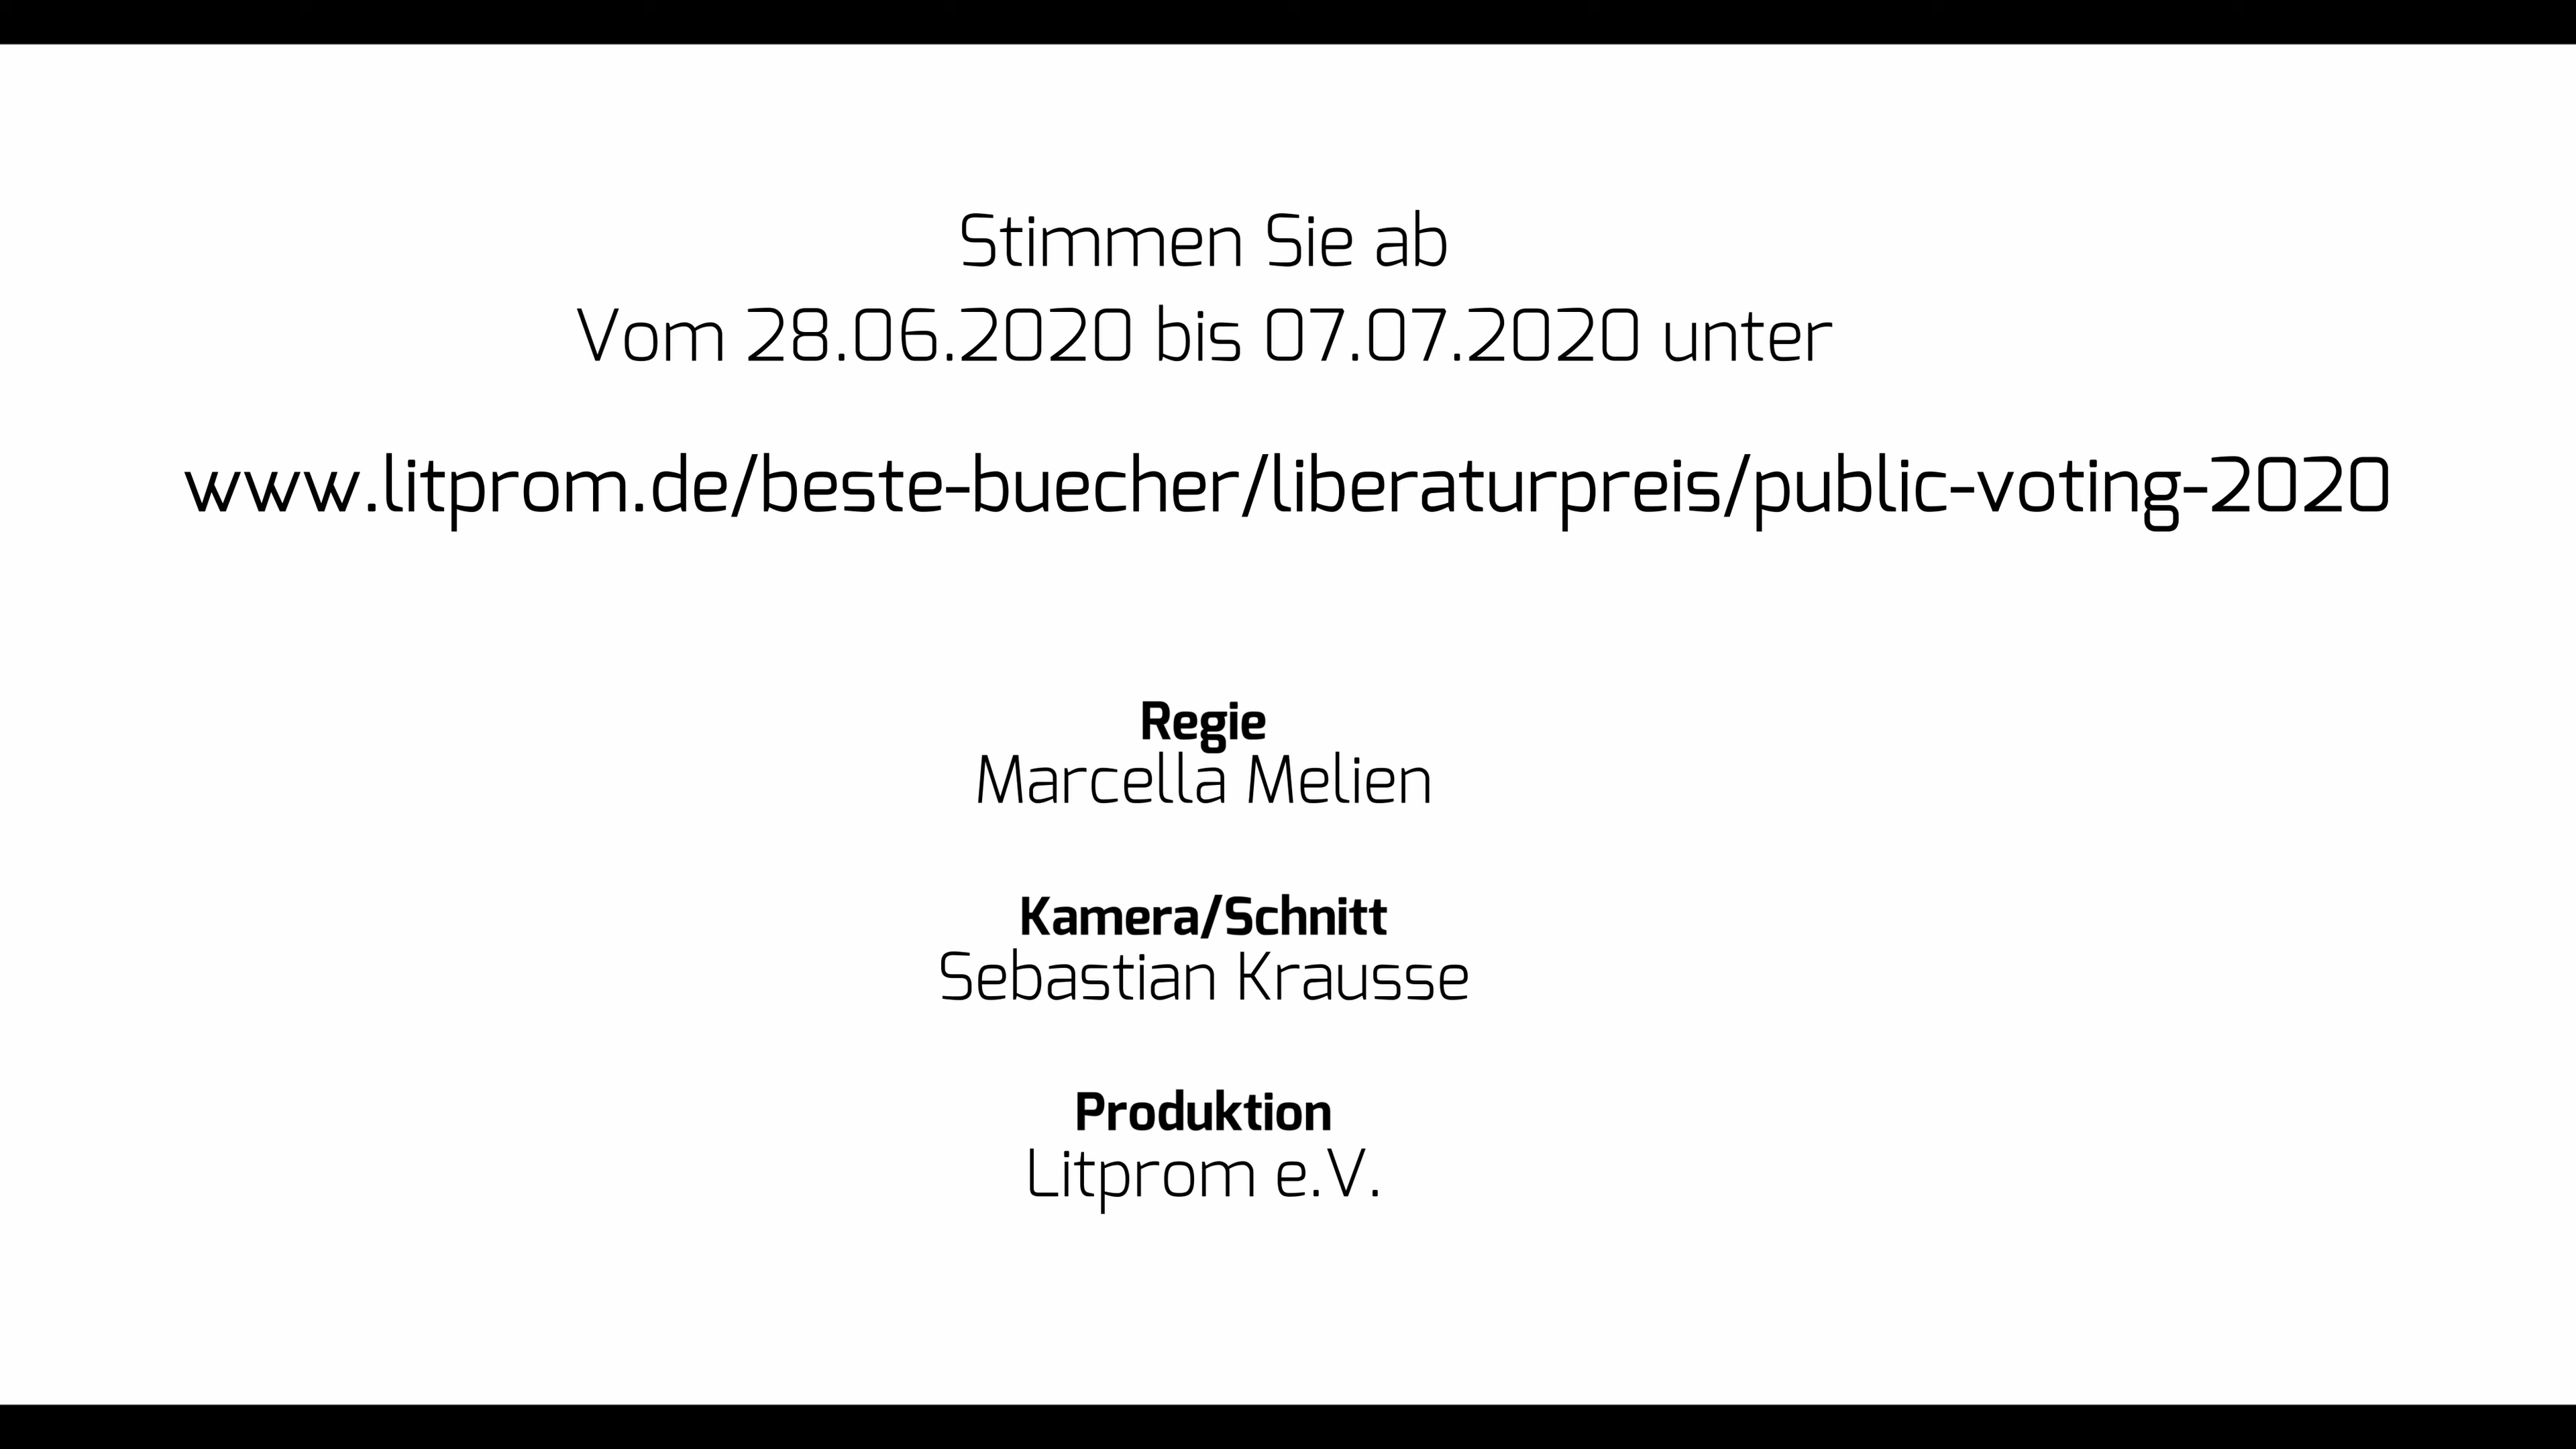 Stimmen Sie ab
Vom 28.06.2020 bis 07.07.2020 unter
www.litprom.de/beste-buecher/liberaturpreis/public-voting-2020
Regie
Marcella Melien
Kamera/Schnitt
Sebastian Krausse
Produktion
Litprom e.V.